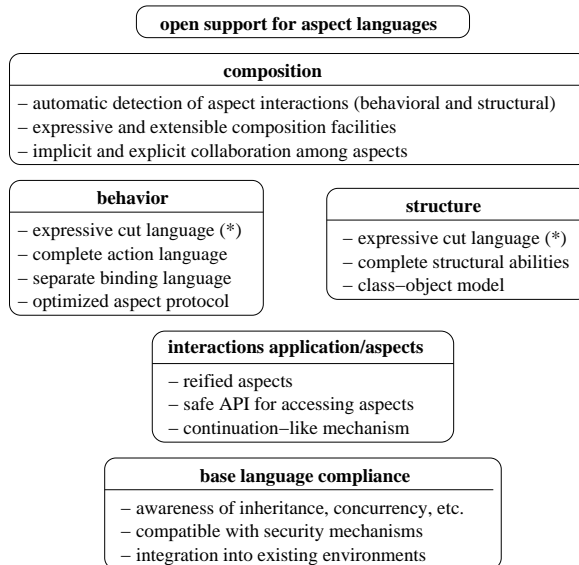 open support for aspect languages
composition
– automatic detection of aspect interactions (behavioral and structural)
– expressive and extensible composition facilities
– implicit and explicit collaboration among aspects
behavior
– expressive cut language (*)
– complete action language
– separate binding language
– optimized aspect protocol
structure
– expressive cut language (*)
– complete structural abilities
– class−object model
interactions application/aspects
– reified aspects
– safe API for accessing aspects
– continuation−like mechanism
base language compliance
– awareness of inheritance, concurrency, etc.
– compatible with security mechanisms
– integration into existing environments